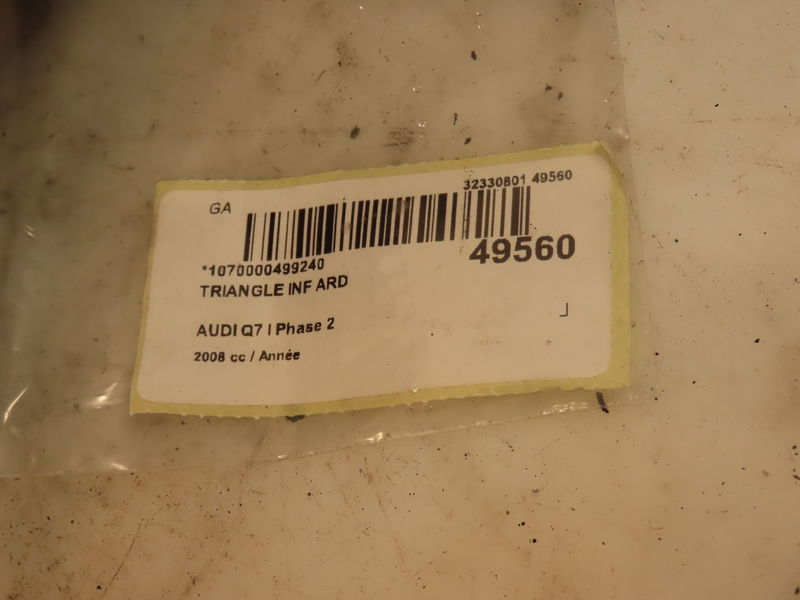 GA
32330801 49560
49560
*1070000499240
TRIANGLE INF ARD
AUDI Q7 I Phase 2
2008 cc / Année